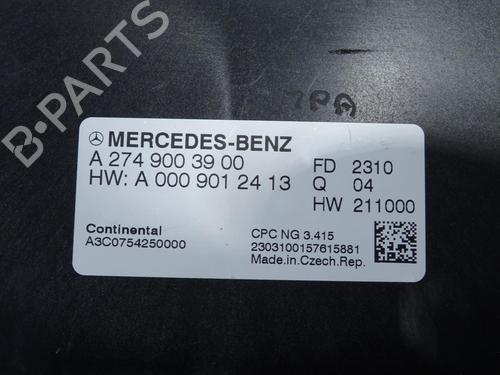 MERCEDES-BENZ
A 274 900 39 00
HW: A 000 901 24 13
FD 2310
Q 04
HW 211000
Continental
A3C0754250000
CPC NG 3.415
2303100157615881
Made.in.Czech.Rep.